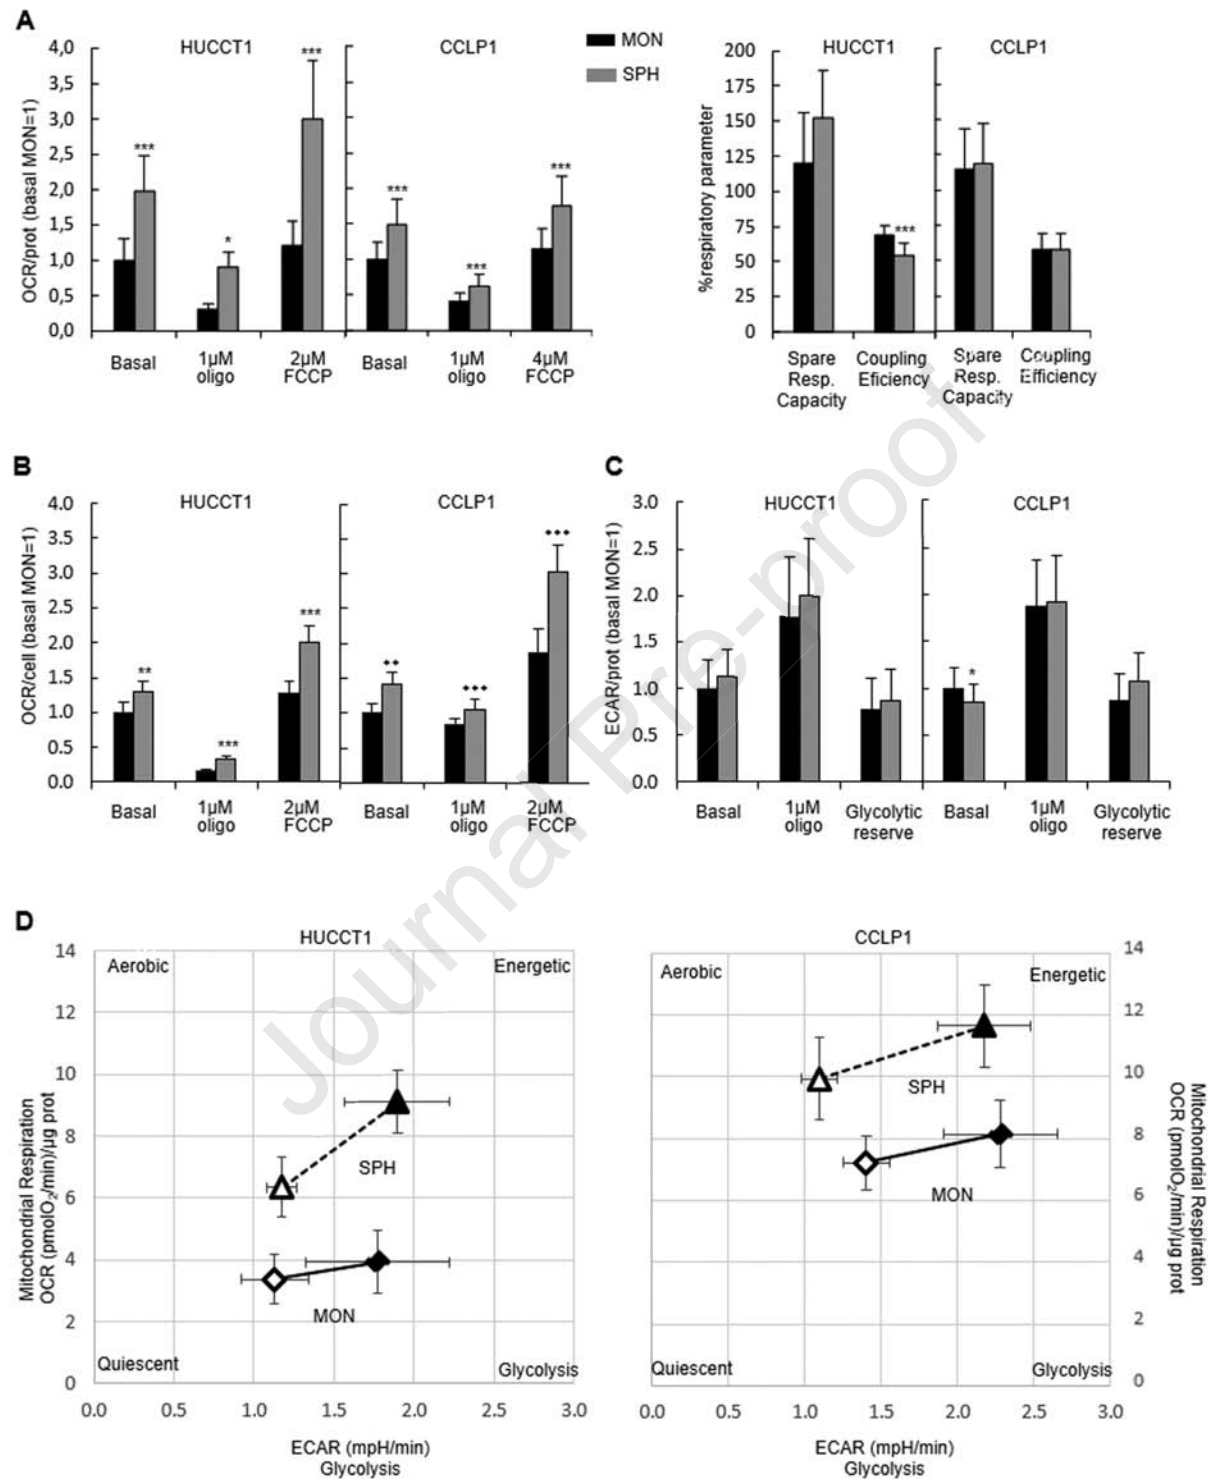 A
HUCCT1
CCLP1
MON
SPH
HUCCT1
CCLP1
OCR/prot (basal MON=1)
4,0
3,5
3,0
2,5
2,0
1,5
1,0
0,5
0,0
***
*
***
***
***
***
Basal
1µM
oligo
2µM
FCCP
Basal
1µM
oligo
4µM
FCCP
%respiratory parameter
200
175
150
125
100
75
50
25
0
***
Spare
Resp.
Capacity
Coupling
Eficiency
Spare
Resp.
Capacity
Coupling
Efficiency
B
HUCCT1
CCLP1
OCR/cell (basal MON=1)
4.0
3.5
3.0
2.5
2.0
1.5
1.0
0.5
0.0
**
***
***
Basal
1µM
oligo
2µM
FCCP
Basal
1µM
oligo
2µM
FCCP
C
HUCCT1
CCLP1
ECAR/prot (basal MON=1)
3.0
2.5
2.0
1.5
1.0
0.5
0.0
*
Basal
1µM
oligo
Glycolytic
reserve
Basal
1µM
oligo
Glycolytic
reserve
Journal Pre-proof
D
HUCCT1
Aerobic
Energetic
Mitochondrial Respiration
OCR (pmolO₂/min)/µg prot
14
12
10
8
6
4
2
0
SPH
MON
Quiescent
Glycolysis
0.0 0.5 1.0 1.5 2.0 2.5 3.0
ECAR (mpH/min)
Glycolysis
CCLP1
Aerobic
Energetic
14
12
10
8
6
4
2
0
Mitochondrial Respiration
OCR (pmolO₂/min)/µg prot
SPH
MON
Quiescent
Glycolysis
0.0 0.5 1.0 1.5 2.0 2.5 3.0
ECAR (mpH/min)
Glycolysis